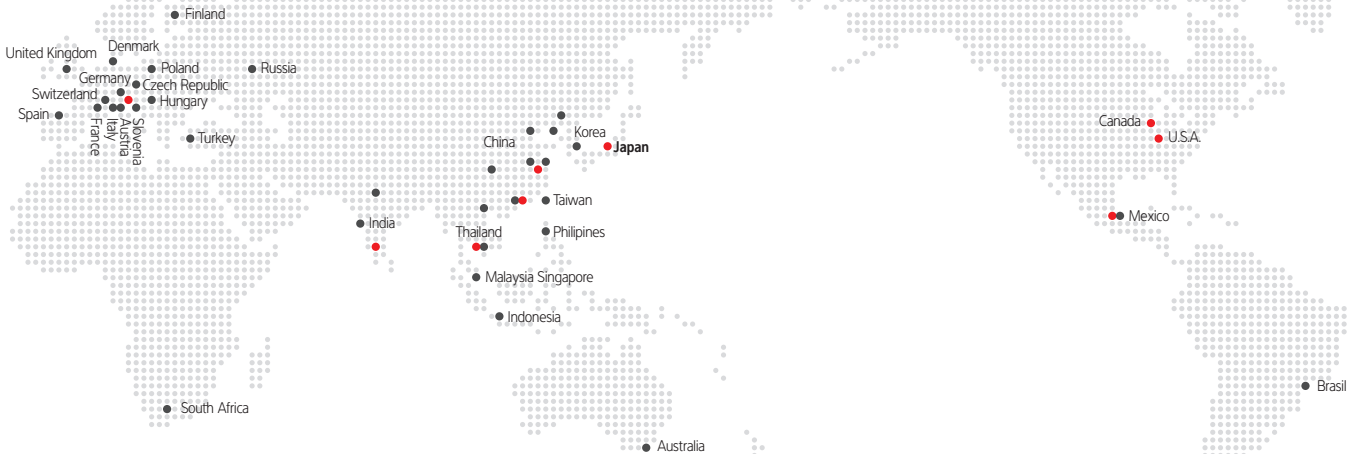 Finland
Denmark
United Kingdom
Poland
Russia
Germany
Czech Republic
Switzerland
Hungary
Spain
France
Italy
Austria
Slovenia
Turkey
China
Korea
Japan
Canada
U.S.A.
Taiwan
India
Thailand
Philipines
Mexico
Malaysia Singapore
Indonesia
Brasil
South Africa
Australia